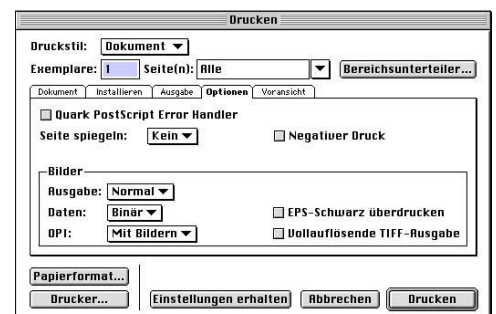 Drucken
Druckstil: Dokument
Exemplare: 1 Seite(n): Alle Bereichsunterteiler...
Dokument Installieren Ausgabe Optionen Voransicht
Quark PostScript Error Handler
Seite spiegeln: Kein Negativer Druck
Bilder
Ausgabe: Normal
Daten: Binär EPS-Schwarz überdrucken
OPI: Mit Bildern Vollauflösende TIFF-Ausgabe
Papierformat...
Drucker... Einstellungen erhalten Abbrechen Drucken